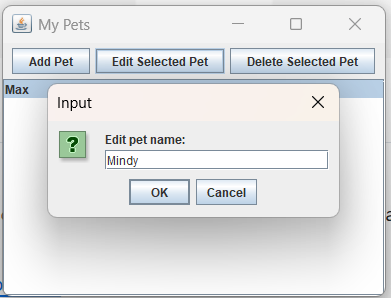 My Pets
Add Pet Edit Selected Pet Delete Selected Pet
Max
Input
?
Edit pet name:
Mindy
OK Cancel